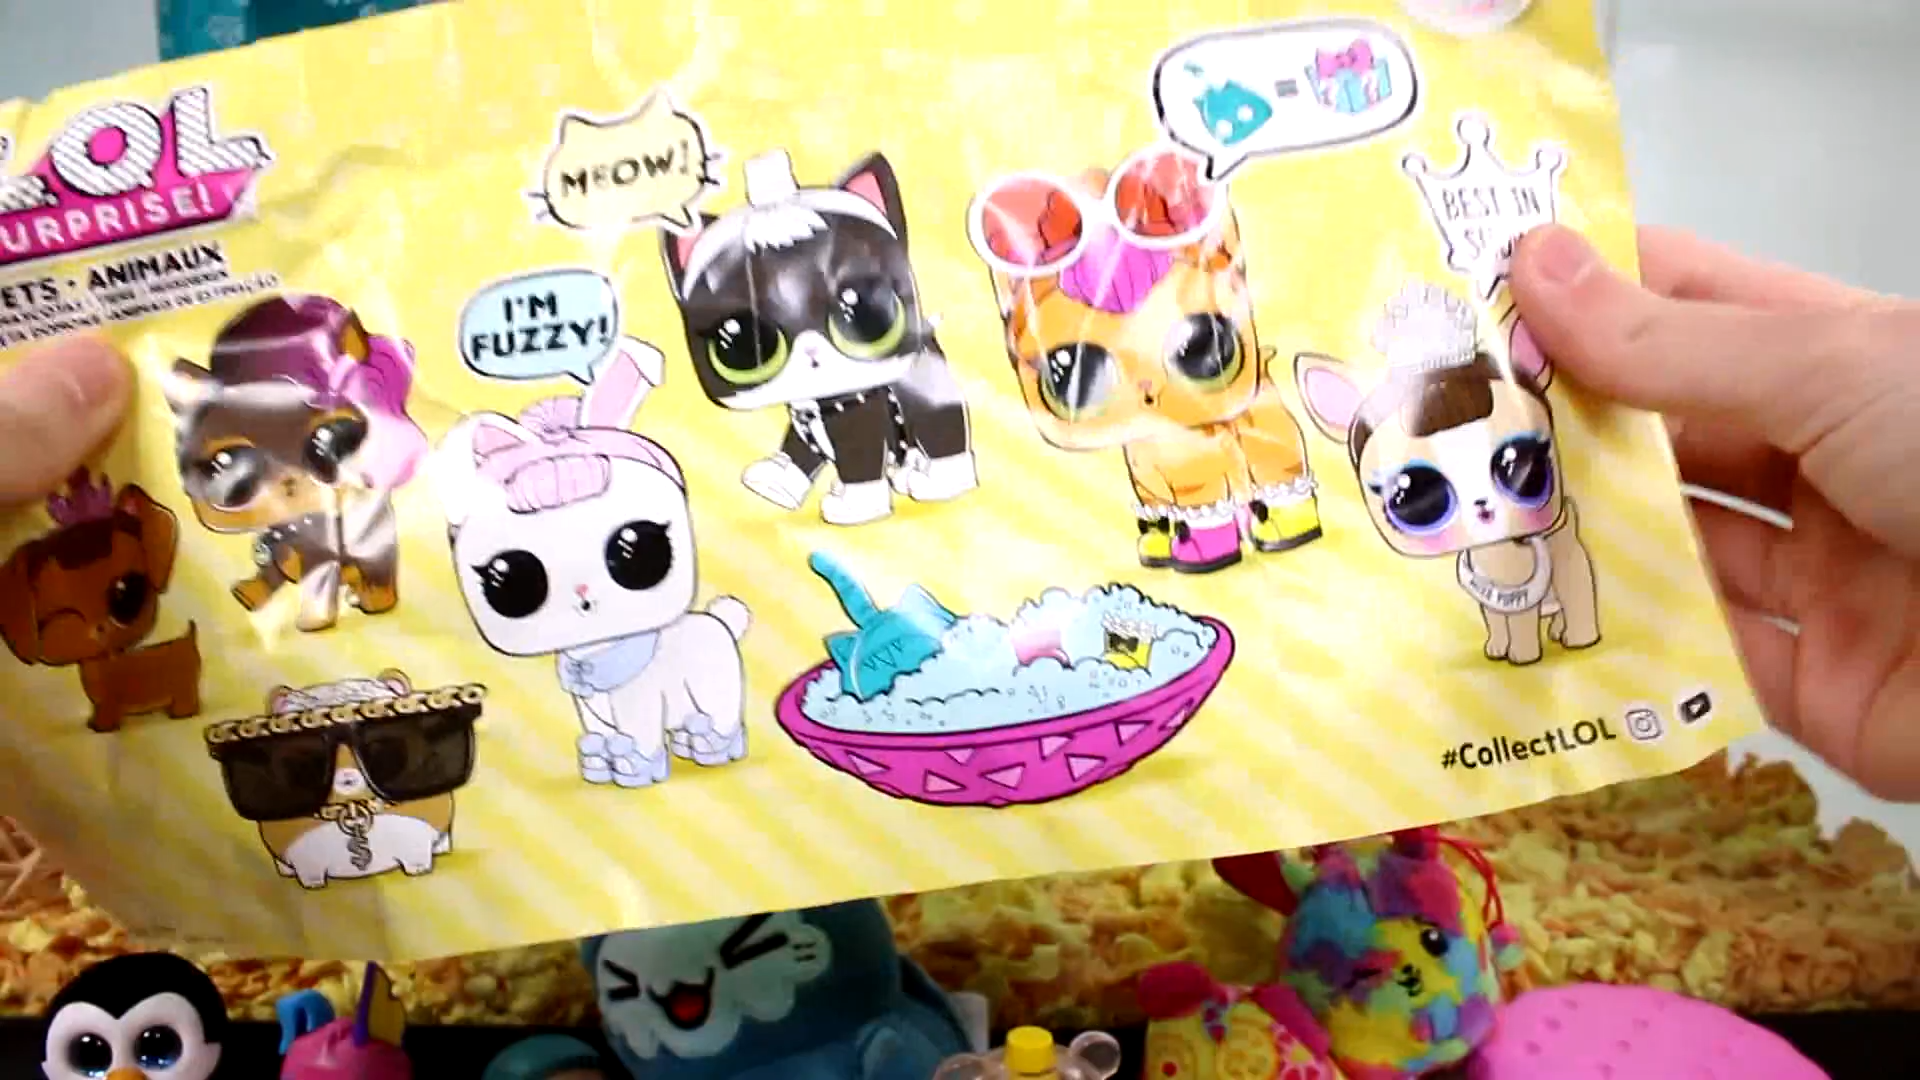 L.O.L.
SURPRISE!
PETS • ANIMAUX
MEOW!
I'M
FUZZY!
=
BEST IN
#CollectLOL